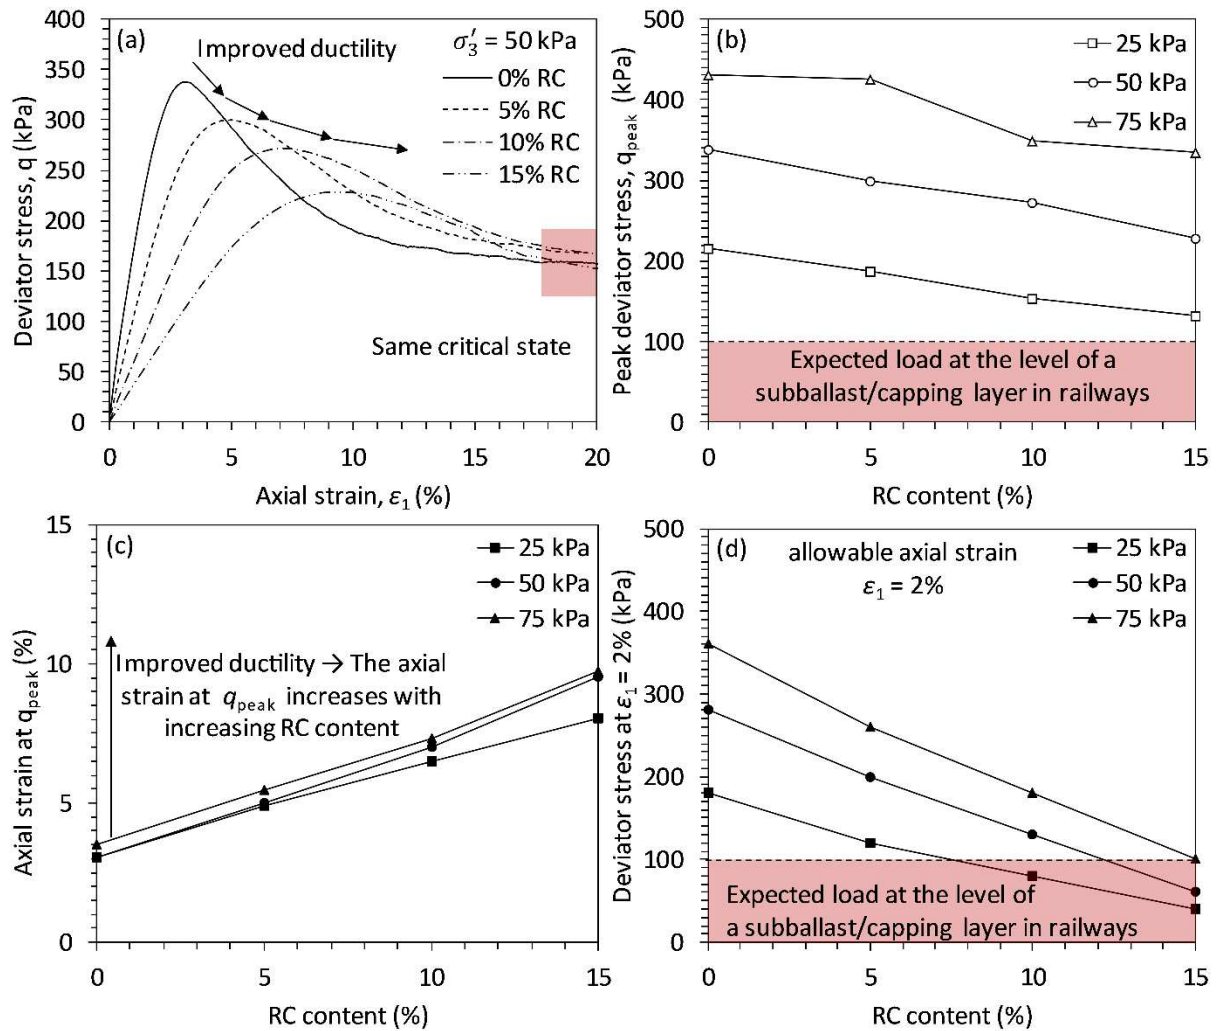 (a)
σ′₃ = 50 kPa
Improved ductility
0% RC
5% RC
10% RC
15% RC
Same critical state
Deviator stress, q (kPa)
400
350
300
250
200
150
100
50
0
0 5 10 15 20
Axial strain, ε₁ (%)
(b)
25 kPa
50 kPa
75 kPa
Expected load at the level of a
subballast/capping layer in railways
Peak deviator stress, q_peak (kPa)
500
400
300
200
100
0
0 5 10 15
RC content (%)
(c)
25 kPa
50 kPa
75 kPa
Improved ductility → The axial
strain at q_peak increases with
increasing RC content
Axial strain at q_peak (%)
15
10
5
0
0 5 10 15
RC content (%)
(d)
allowable axial strain
ε₁ = 2%
25 kPa
50 kPa
75 kPa
Expected load at the level of
a subballast/capping layer in railways
Deviator stress at ε₁ = 2% (kPa)
500
400
300
200
100
0
0 5 10 15
RC content (%)